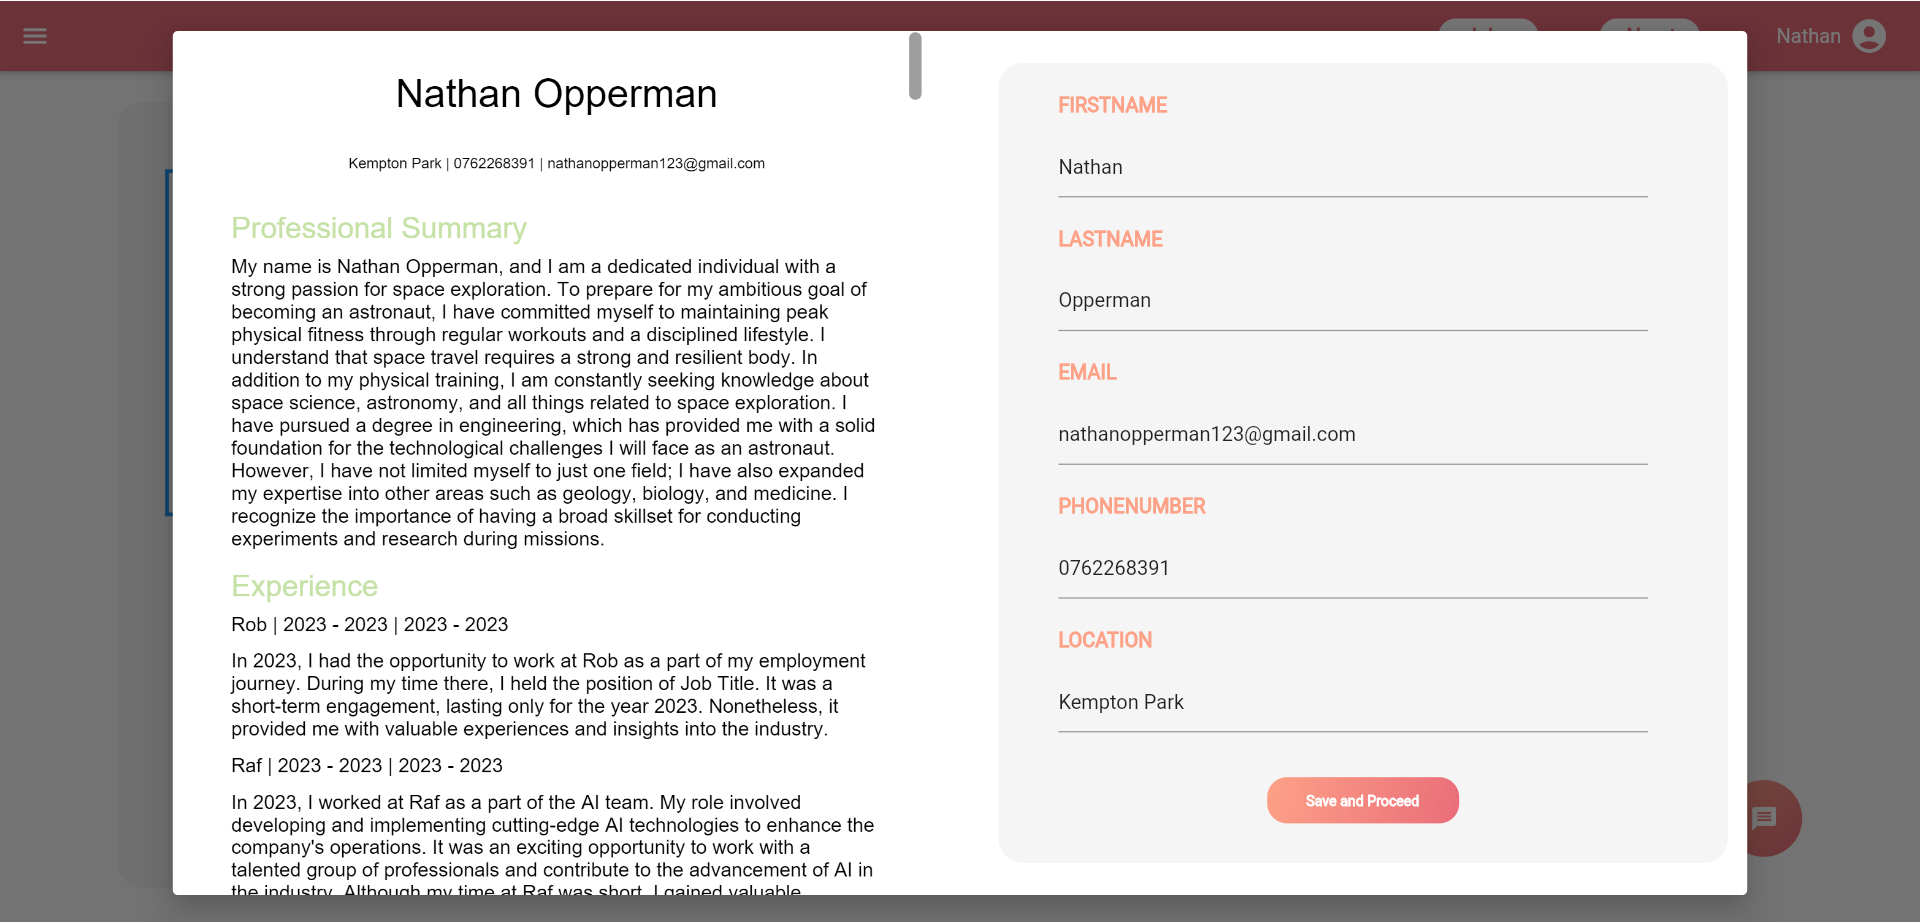 Nathan
Nathan Opperman
Kempton Park | 0762268391 | nathanopperman123@gmail.com
Professional Summary
My name is Nathan Opperman, and I am a dedicated individual with a
strong passion for space exploration. To prepare for my ambitious goal of
becoming an astronaut, I have committed myself to maintaining peak
physical fitness through regular workouts and a disciplined lifestyle. I
understand that space travel requires a strong and resilient body. In
addition to my physical training, I am constantly seeking knowledge about
space science, astronomy, and all things related to space exploration. I
have pursued a degree in engineering, which has provided me with a solid
foundation for the technological challenges I will face as an astronaut.
However, I have not limited myself to just one field; I have also expanded
my expertise into other areas such as geology, biology, and medicine. I
recognize the importance of having a broad skillset for conducting
experiments and research during missions.
Experience
Rob | 2023 - 2023 | 2023 - 2023
In 2023, I had the opportunity to work at Rob as a part of my employment
journey. During my time there, I held the position of Job Title. It was a
short-term engagement, lasting only for the year 2023. Nonetheless, it
provided me with valuable experiences and insights into the industry.
Raf | 2023 - 2023 | 2023 - 2023
In 2023, I worked at Raf as a part of the AI team. My role involved
developing and implementing cutting-edge AI technologies to enhance the
company's operations. It was an exciting opportunity to work with a
talented group of professionals and contribute to the advancement of AI in
the industry. Although my time at Raf was short, I gained valuable
FIRSTNAME
Nathan
LASTNAME
Opperman
EMAIL
nathanopperman123@gmail.com
PHONENUMBER
0762268391
LOCATION
Kempton Park
Save and Proceed